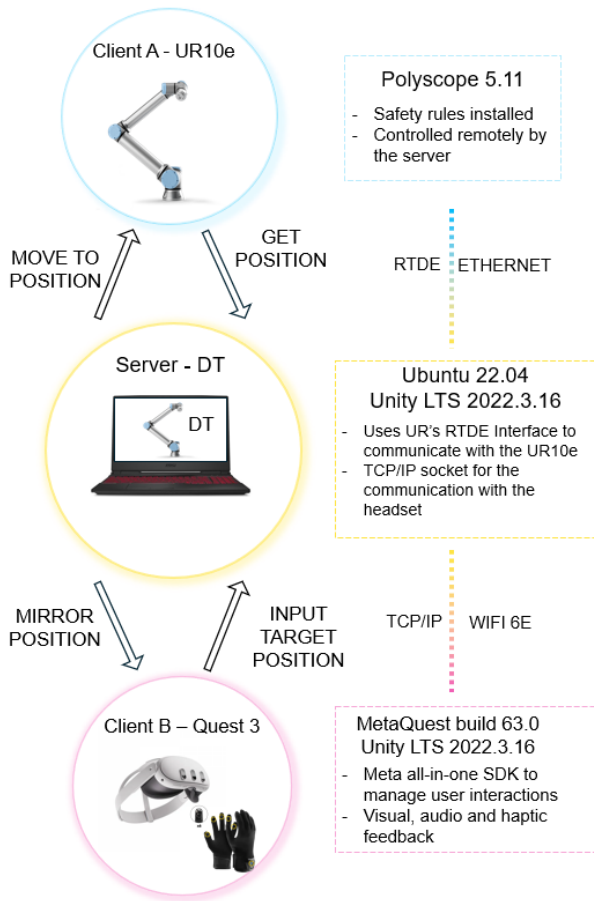 Client A - UR10e
Polyscope 5.11
- Safety rules installed
- Controlled remotely by
the server
MOVE TO
POSITION
GET
POSITION
RTDE
ETHERNET
Server - DT
DT
Ubuntu 22.04
Unity LTS 2022.3.16
- Uses UR's RTDE Interface to
communicate with the UR10e
- TCP/IP socket for the
communication with the
headset
MIRROR
POSITION
INPUT
TARGET
POSITION
TCP/IP
WIFI 6E
Client B – Quest 3
MetaQuest build 63.0
Unity LTS 2022.3.16
- Meta all-in-one SDK to
manage user interactions
- Visual, audio and haptic
feedback